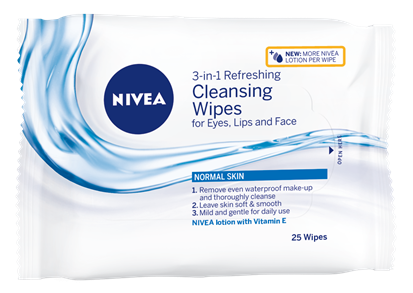 NEW: MORE NIVEA
LOTION PER WIPE
3-in-1 Refreshing
Cleansing
Wipes
for Eyes, Lips and Face
NIVEA
OPEN HERE
NORMAL SKIN
1. Remove even waterproof make-up
and thoroughly cleanse
2. Leave skin soft & smooth
3. Mild and gentle for daily use
NIVEA lotion with Vitamin E
25 Wipes